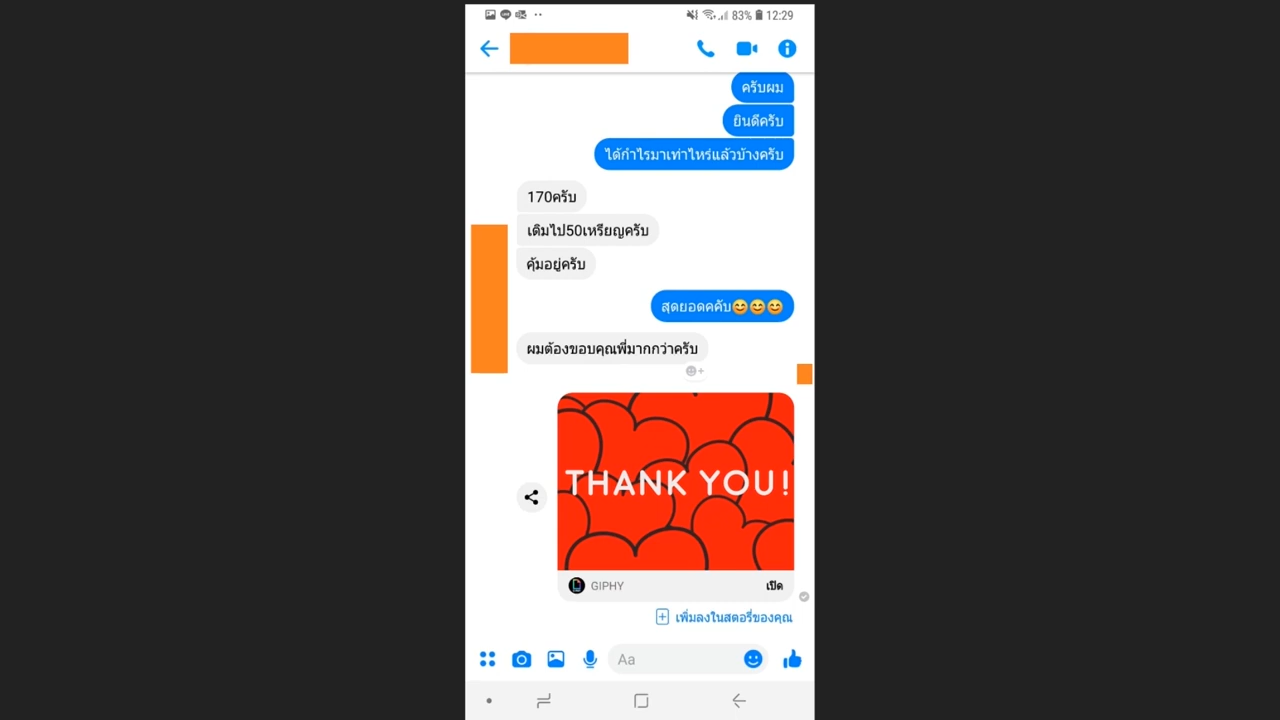 83% 12:29
ครับผม
ยินดีครับ
ได้กำไรมาเท่าไหร่แล้วบ้างครับ
170ครับ
เติมไป50เหรียญครับ
คุ้มอยู่ครับ
สุดยอดคคับ😊😊😊
ผมต้องขอบคุณพี่มากกว่าครับ
THANK YOU!
GIPHY เปิด
เพิ่มลงในสตอรี่ของคุณ
Aa